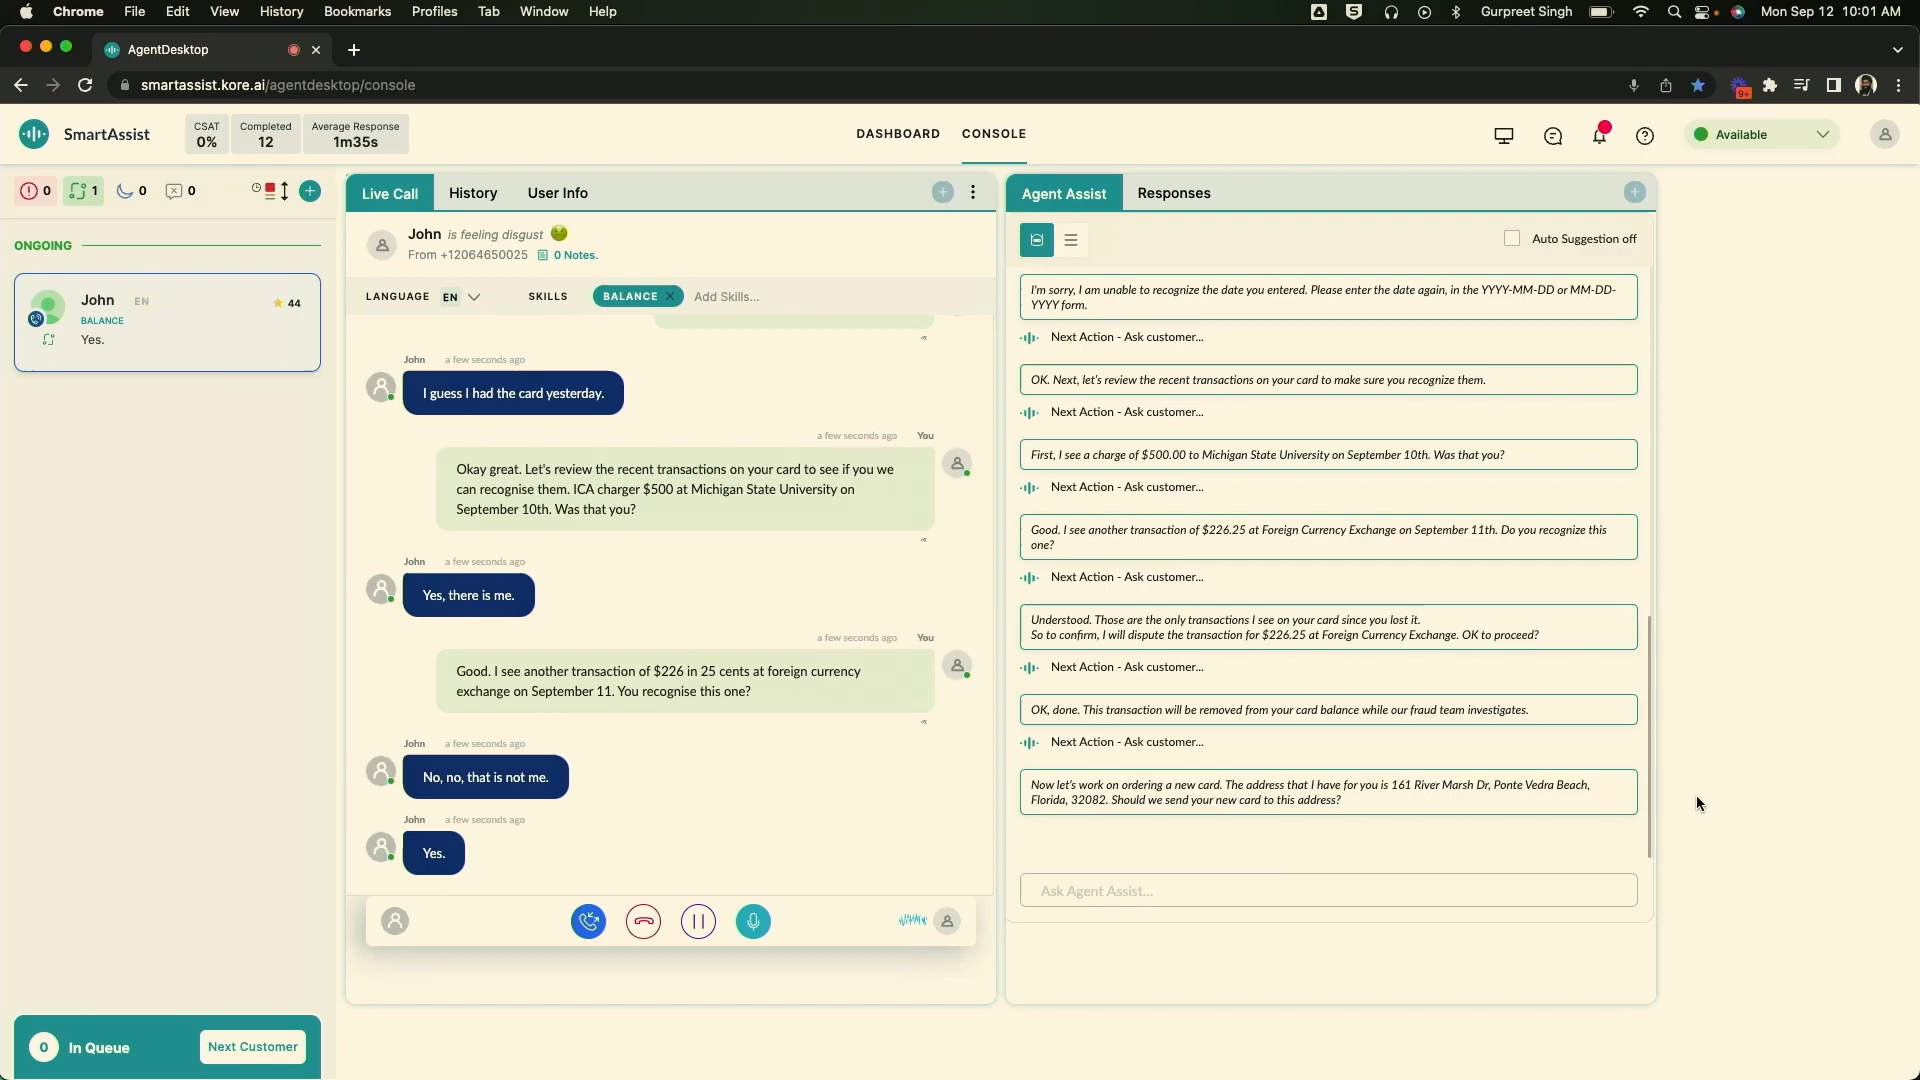 Chrome File Edit View History Bookmarks Profiles Tab Window Help
Gurpreet Singh Mon Sep 12 10:01 AM
AgentDesktop
smartassist.kore.ai/agentdesktop/console
9+
SmartAssist
CSAT
0%
Completed
12
Average Response
1m35s
DASHBOARD CONSOLE
Available
0 1 0 0
ONGOING
John EN
44
BALANCE
Yes.
0 In Queue
Next Customer
Live Call History User Info
John is feeling disgust
From +12064650025 0 Notes.
LANGUAGE EN SKILLS BALANCE Add Skills...
John a few seconds ago
I guess I had the card yesterday.
a few seconds ago You
Okay great. Let's review the recent transactions on your card to see if you we
can recognise them. ICA charger $500 at Michigan State University on
September 10th. Was that you?
John a few seconds ago
Yes, there is me.
a few seconds ago You
Good. I see another transaction of $226 in 25 cents at foreign currency
exchange on September 11. You recognise this one?
John a few seconds ago
No, no, that is not me.
John a few seconds ago
Yes.
Agent Assist Responses
Auto Suggestion off
I'm sorry, I am unable to recognize the date you entered. Please enter the date again, in the YYYY-MM-DD or MM-DD-
YYYY form.
Next Action - Ask customer...
OK. Next, let's review the recent transactions on your card to make sure you recognize them.
Next Action - Ask customer...
First, I see a charge of $500.00 to Michigan State University on September 10th. Was that you?
Next Action - Ask customer...
Good. I see another transaction of $226.25 at Foreign Currency Exchange on September 11th. Do you recognize this
one?
Next Action - Ask customer...
Understood. Those are the only transactions I see on your card since you lost it.
So to confirm, I will dispute the transaction for $226.25 at Foreign Currency Exchange. OK to proceed?
Next Action - Ask customer...
OK, done. This transaction will be removed from your card balance while our fraud team investigates.
Next Action - Ask customer...
Now let's work on ordering a new card. The address that I have for you is 161 River Marsh Dr, Ponte Vedra Beach,
Florida, 32082. Should we send your new card to this address?
Ask Agent Assist...